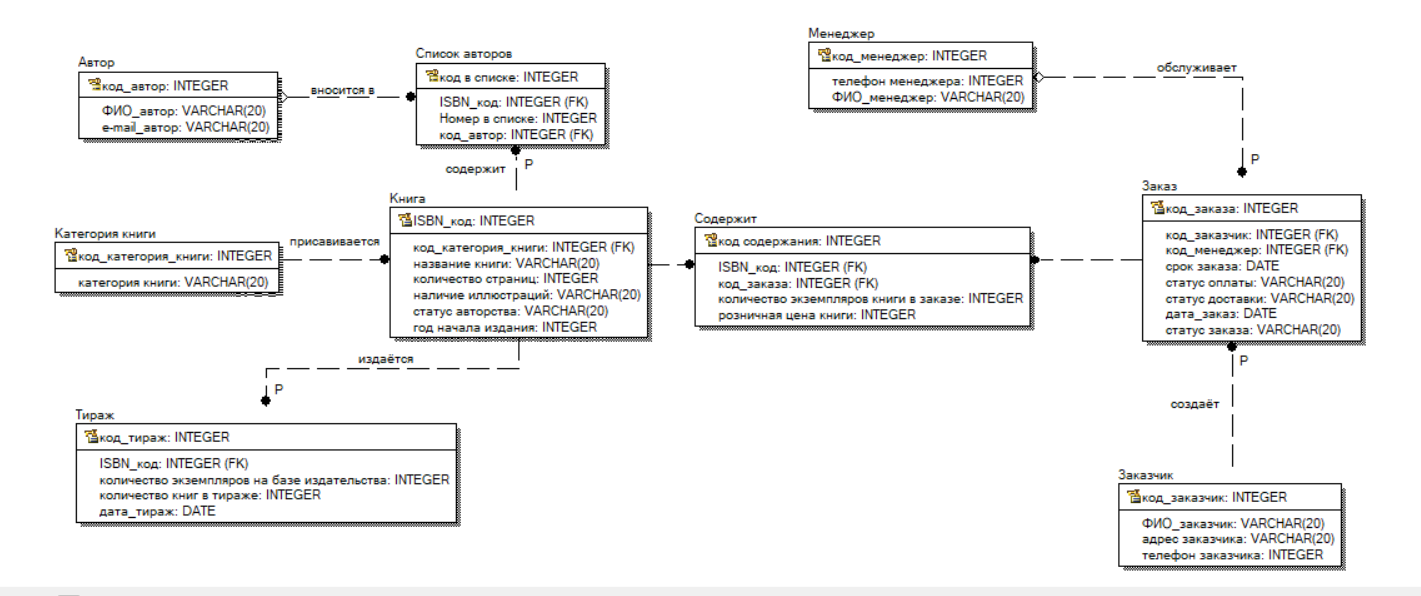 Автор
код_автор: INTEGER
ФИО_автор: VARCHAR(20)
e-mail_автор: VARCHAR(20)
вносится в
Список авторов
код в списке: INTEGER
ISBN_код: INTEGER (FK)
Номер в списке: INTEGER
код_автор: INTEGER (FK)
содержит
P
Менеджер
код_менеджер: INTEGER
телефон менеджера: INTEGER
ФИО_менеджер: VARCHAR(20)
обслуживает
P
Категория книги
код_категория_книги: INTEGER
категория книги: VARCHAR(20)
присавивается
Книга
ISBN_код: INTEGER
код_категория_книги: INTEGER (FK)
название книги: VARCHAR(20)
количество страниц: INTEGER
наличие иллюстраций: VARCHAR(20)
статус авторства: VARCHAR(20)
год начала издания: INTEGER
Содержит
код содержания: INTEGER
ISBN_код: INTEGER (FK)
код_заказа: INTEGER (FK)
количество экземпляров книги в заказе: INTEGER
розничная цена книги: INTEGER
Заказ
код_заказа: INTEGER
код_заказчик: INTEGER (FK)
код_менеджер: INTEGER (FK)
срок заказа: DATE
статус оплаты: VARCHAR(20)
статус доставки: VARCHAR(20)
дата_заказ: DATE
статус заказа: VARCHAR(20)
издаётся
P
Тираж
код_тираж: INTEGER
ISBN_код: INTEGER (FK)
количество экземпляров на базе издательства: INTEGER
количество книг в тираже: INTEGER
дата_тираж: DATE
P
создаёт
Заказчик
код_заказчик: INTEGER
ФИО_заказчик: VARCHAR(20)
адрес заказчика: VARCHAR(20)
телефон заказчика: INTEGER